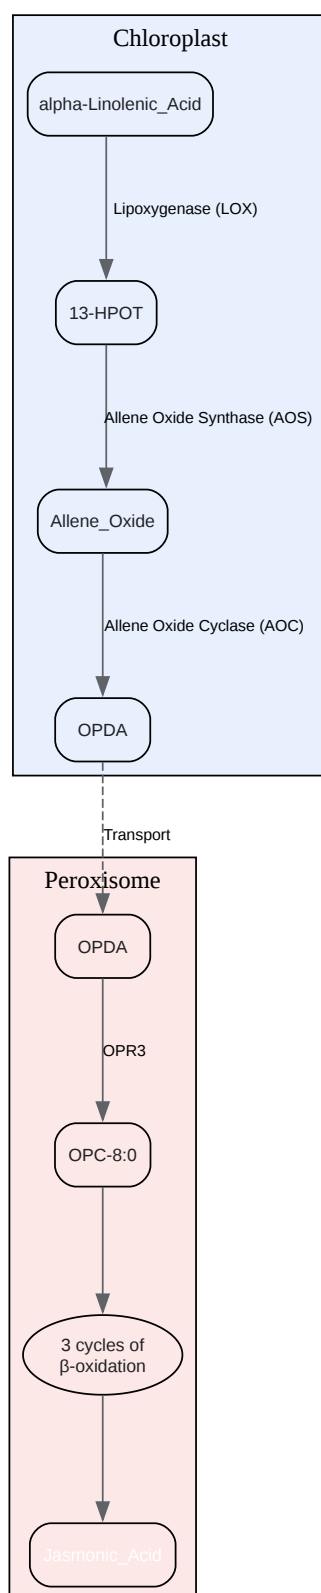 Chloroplast
alpha-Linolenic_Acid
Lipoxygenase (LOX)
13-HPOT
Allene Oxide Synthase (AOS)
Allene_Oxide
Allene Oxide Cyclase (AOC)
OPDA
Transport
Peroxisome
OPDA
OPR3
OPC-8:0
3 cycles of
β-oxidation
Jasmonic_Acid